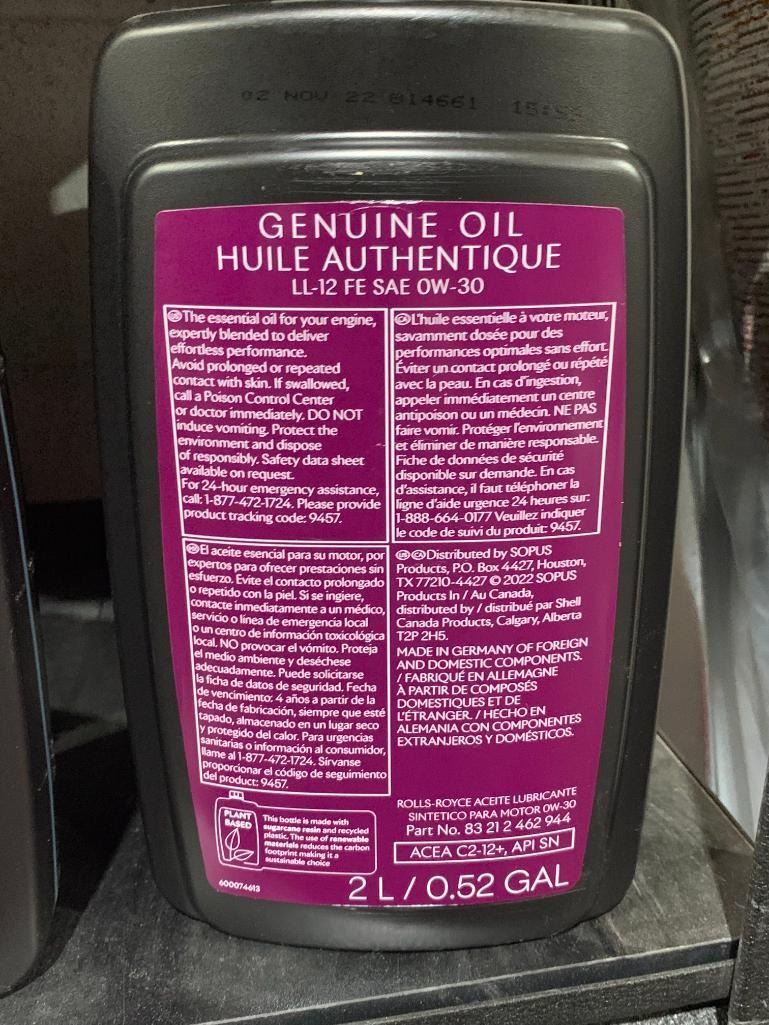 02 NOV 22 814661
GENUINE OIL
HUILE AUTHENTIQUE
LL-12 FE SAE 0W-30
The essential oil for your engine,
expertly blended to deliver
effortless performance.
Avoid prolonged or repeated
contact with skin. If swallowed,
call a Poison Control Center
or doctor immediately. DO NOT
induce vomiting. Protect the
environment and dispose
of responsibly. Safety data sheet
available on request.
For 24-hour emergency assistance,
call: 1-877-472-1724. Please provide
product tracking code: 9457.
L'huile essentielle à votre moteur,
savamment dosée pour des
performances optimales sans effort.
Éviter un contact prolongé ou répété
avec la peau. En cas d'ingestion,
appeler immédiatement un centre
antipoison ou un médecin. NE PAS
faire vomir. Protéger l'environnement
et éliminer de manière responsable.
Fiche de données de sécurité
disponible sur demande. En cas
d'assistance, il faut téléphoner la
ligne d'aide urgence 24 heures sur:
1-888-664-0177 Veuillez indiquer
le code de suivi du produit: 9457.
El aceite esencial para su motor, por
expertos para ofrecer prestaciones sin
esfuerzo. Evite el contacto prolongado
o repetido con la piel. Si se ingiere,
contacte inmediatamente a un médico,
servicio o línea de emergencia local
o un centro de información toxicológica
local. NO provocar el vómito. Proteja
el medio ambiente y deséchese
adecuadamente. Puede solicitarse
la ficha de datos de seguridad. Fecha
de vencimiento: 4 años a partir de la
fecha de fabricación, siempre que esté
tapado, almacenado en un lugar seco
y protegido del calor. Para urgencias
sanitarias o información al consumidor,
llame al 1-877-472-1724. Sírvanse
proporcionar el código de seguimiento
del product: 9457.
Distributed by SOPUS
Products, P.O. Box 4427, Houston,
TX 77210-4427 © 2022 SOPUS
Products In / Au Canada,
distributed by / distribué par Shell
Canada Products, Calgary, Alberta
T2P 2H5.
MADE IN GERMANY OF FOREIGN
AND DOMESTIC COMPONENTS.
/ FABRIQUÉ EN ALLEMAGNE
À PARTIR DE COMPOSÉS
DOMESTIQUES ET DE
L'ÉTRANGER. / HECHO EN
ALEMANIA CON COMPONENTES
EXTRANJEROS Y DOMÉSTICOS.
PLANT
BASED
This bottle is made with
sugarcane resin and recycled
plastic. The use of renewable
materials reduces the carbon
footprint making it a
sustainable choice
600074613
ROLLS-ROYCE ACEITE LUBRICANTE
SINTETICO PARA MOTOR 0W-30
Part No. 83 21 2 462 944
ACEA C2-12+, API SN
2 L / 0.52 GAL